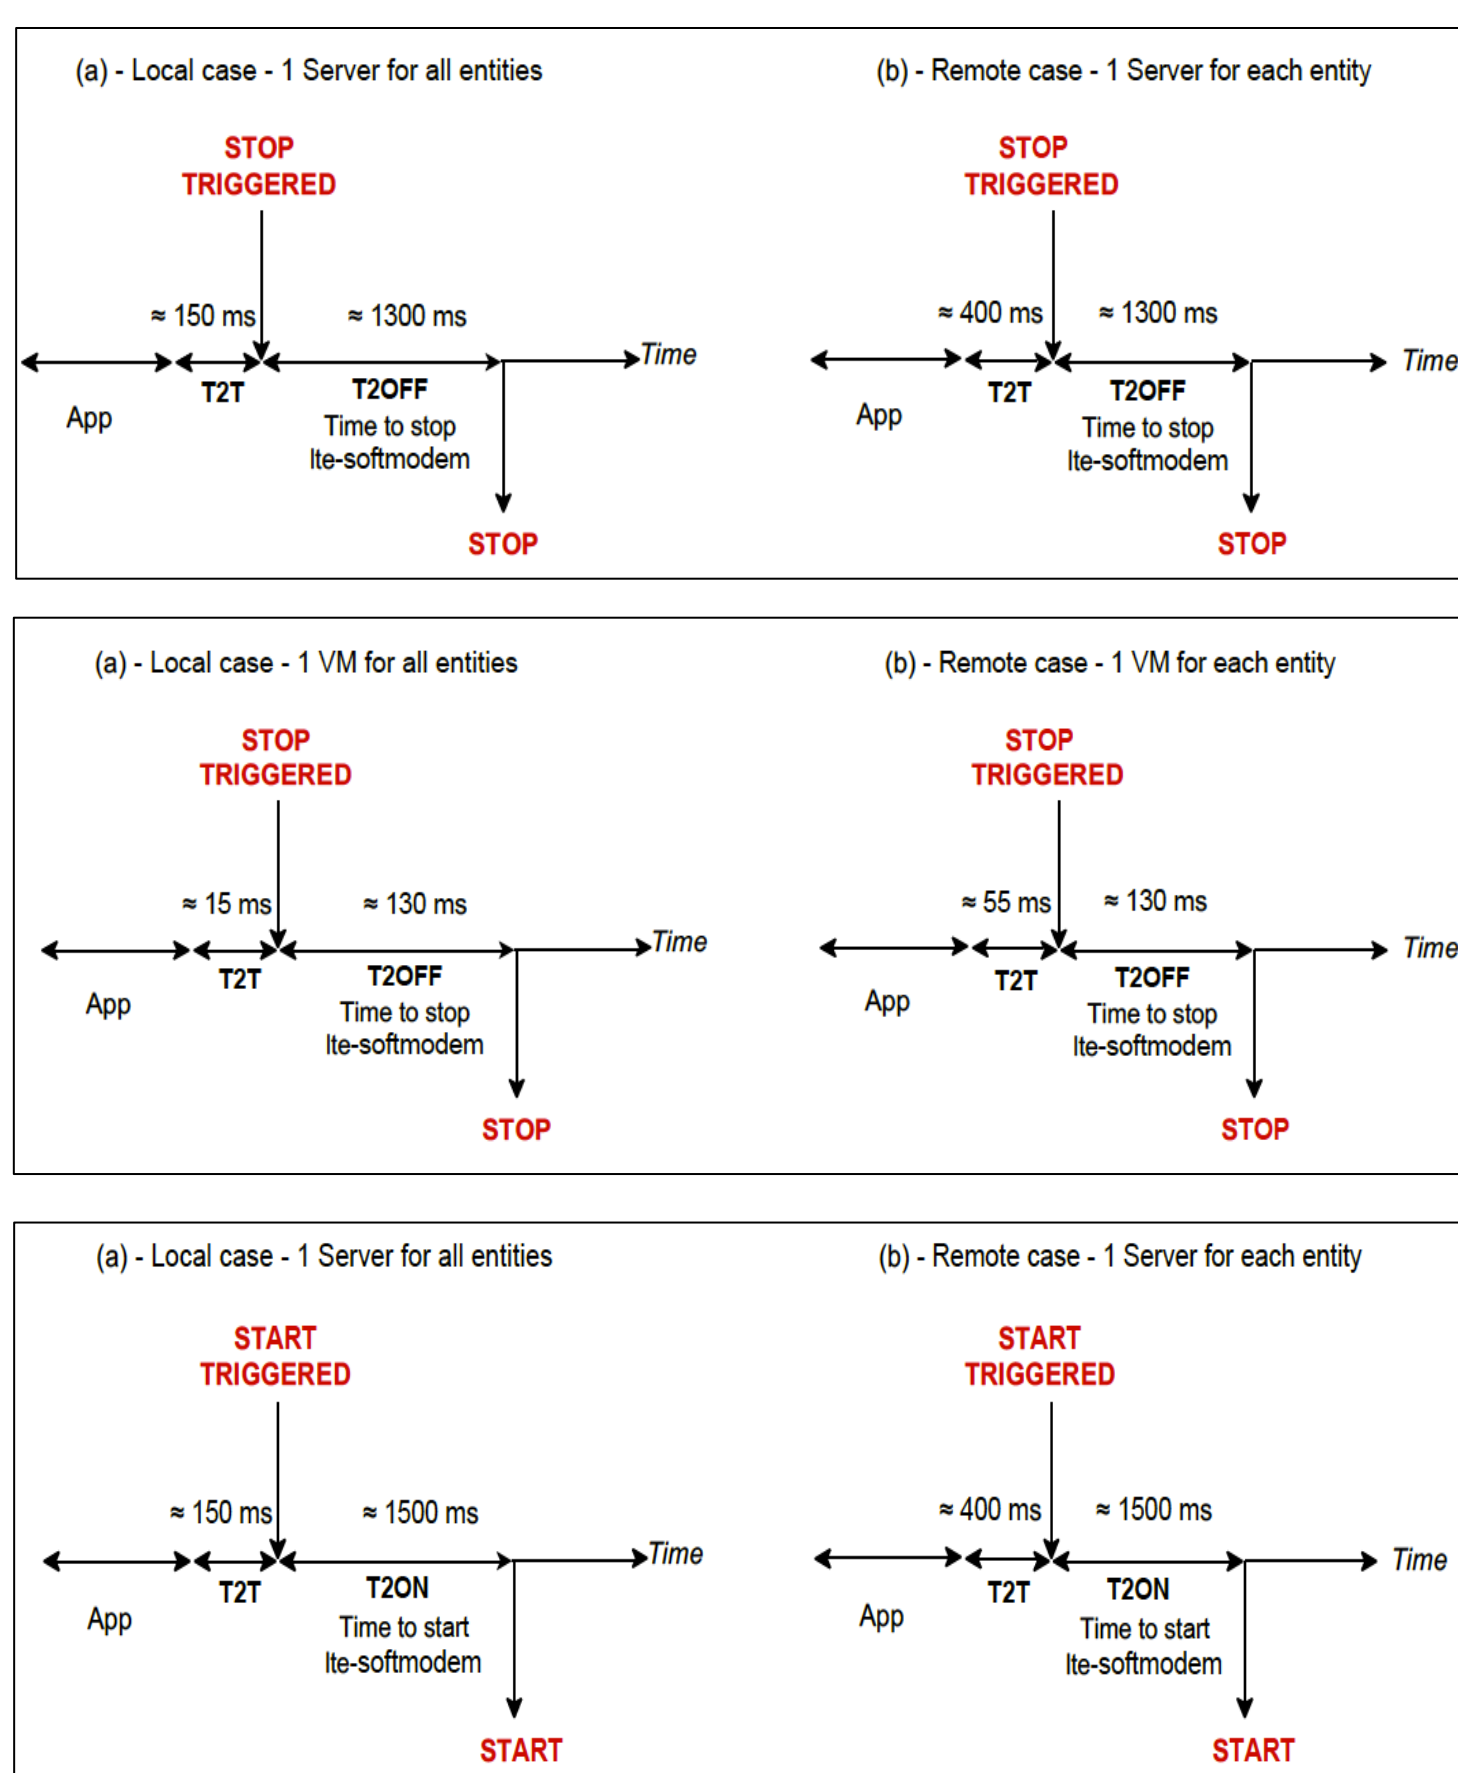 (a) - Local case - 1 Server for all entities
STOP
TRIGGERED
≈ 150 ms
≈ 1300 ms
Time
T2T
T2OFF
App
Time to stop
lte-softmodem
STOP
(b) - Remote case - 1 Server for each entity
STOP
TRIGGERED
≈ 400 ms
≈ 1300 ms
Time
T2T
T2OFF
App
Time to stop
lte-softmodem
STOP
(a) - Local case - 1 VM for all entities
STOP
TRIGGERED
≈ 15 ms
≈ 130 ms
Time
T2T
T2OFF
App
Time to stop
lte-softmodem
STOP
(b) - Remote case - 1 VM for each entity
STOP
TRIGGERED
≈ 55 ms
≈ 130 ms
Time
T2T
T2OFF
App
Time to stop
lte-softmodem
STOP
(a) - Local case - 1 Server for all entities
START
TRIGGERED
≈ 150 ms
≈ 1500 ms
Time
T2T
T2ON
App
Time to start
lte-softmodem
START
(b) - Remote case - 1 Server for each entity
START
TRIGGERED
≈ 400 ms
≈ 1500 ms
Time
T2T
T2ON
App
Time to start
lte-softmodem
START